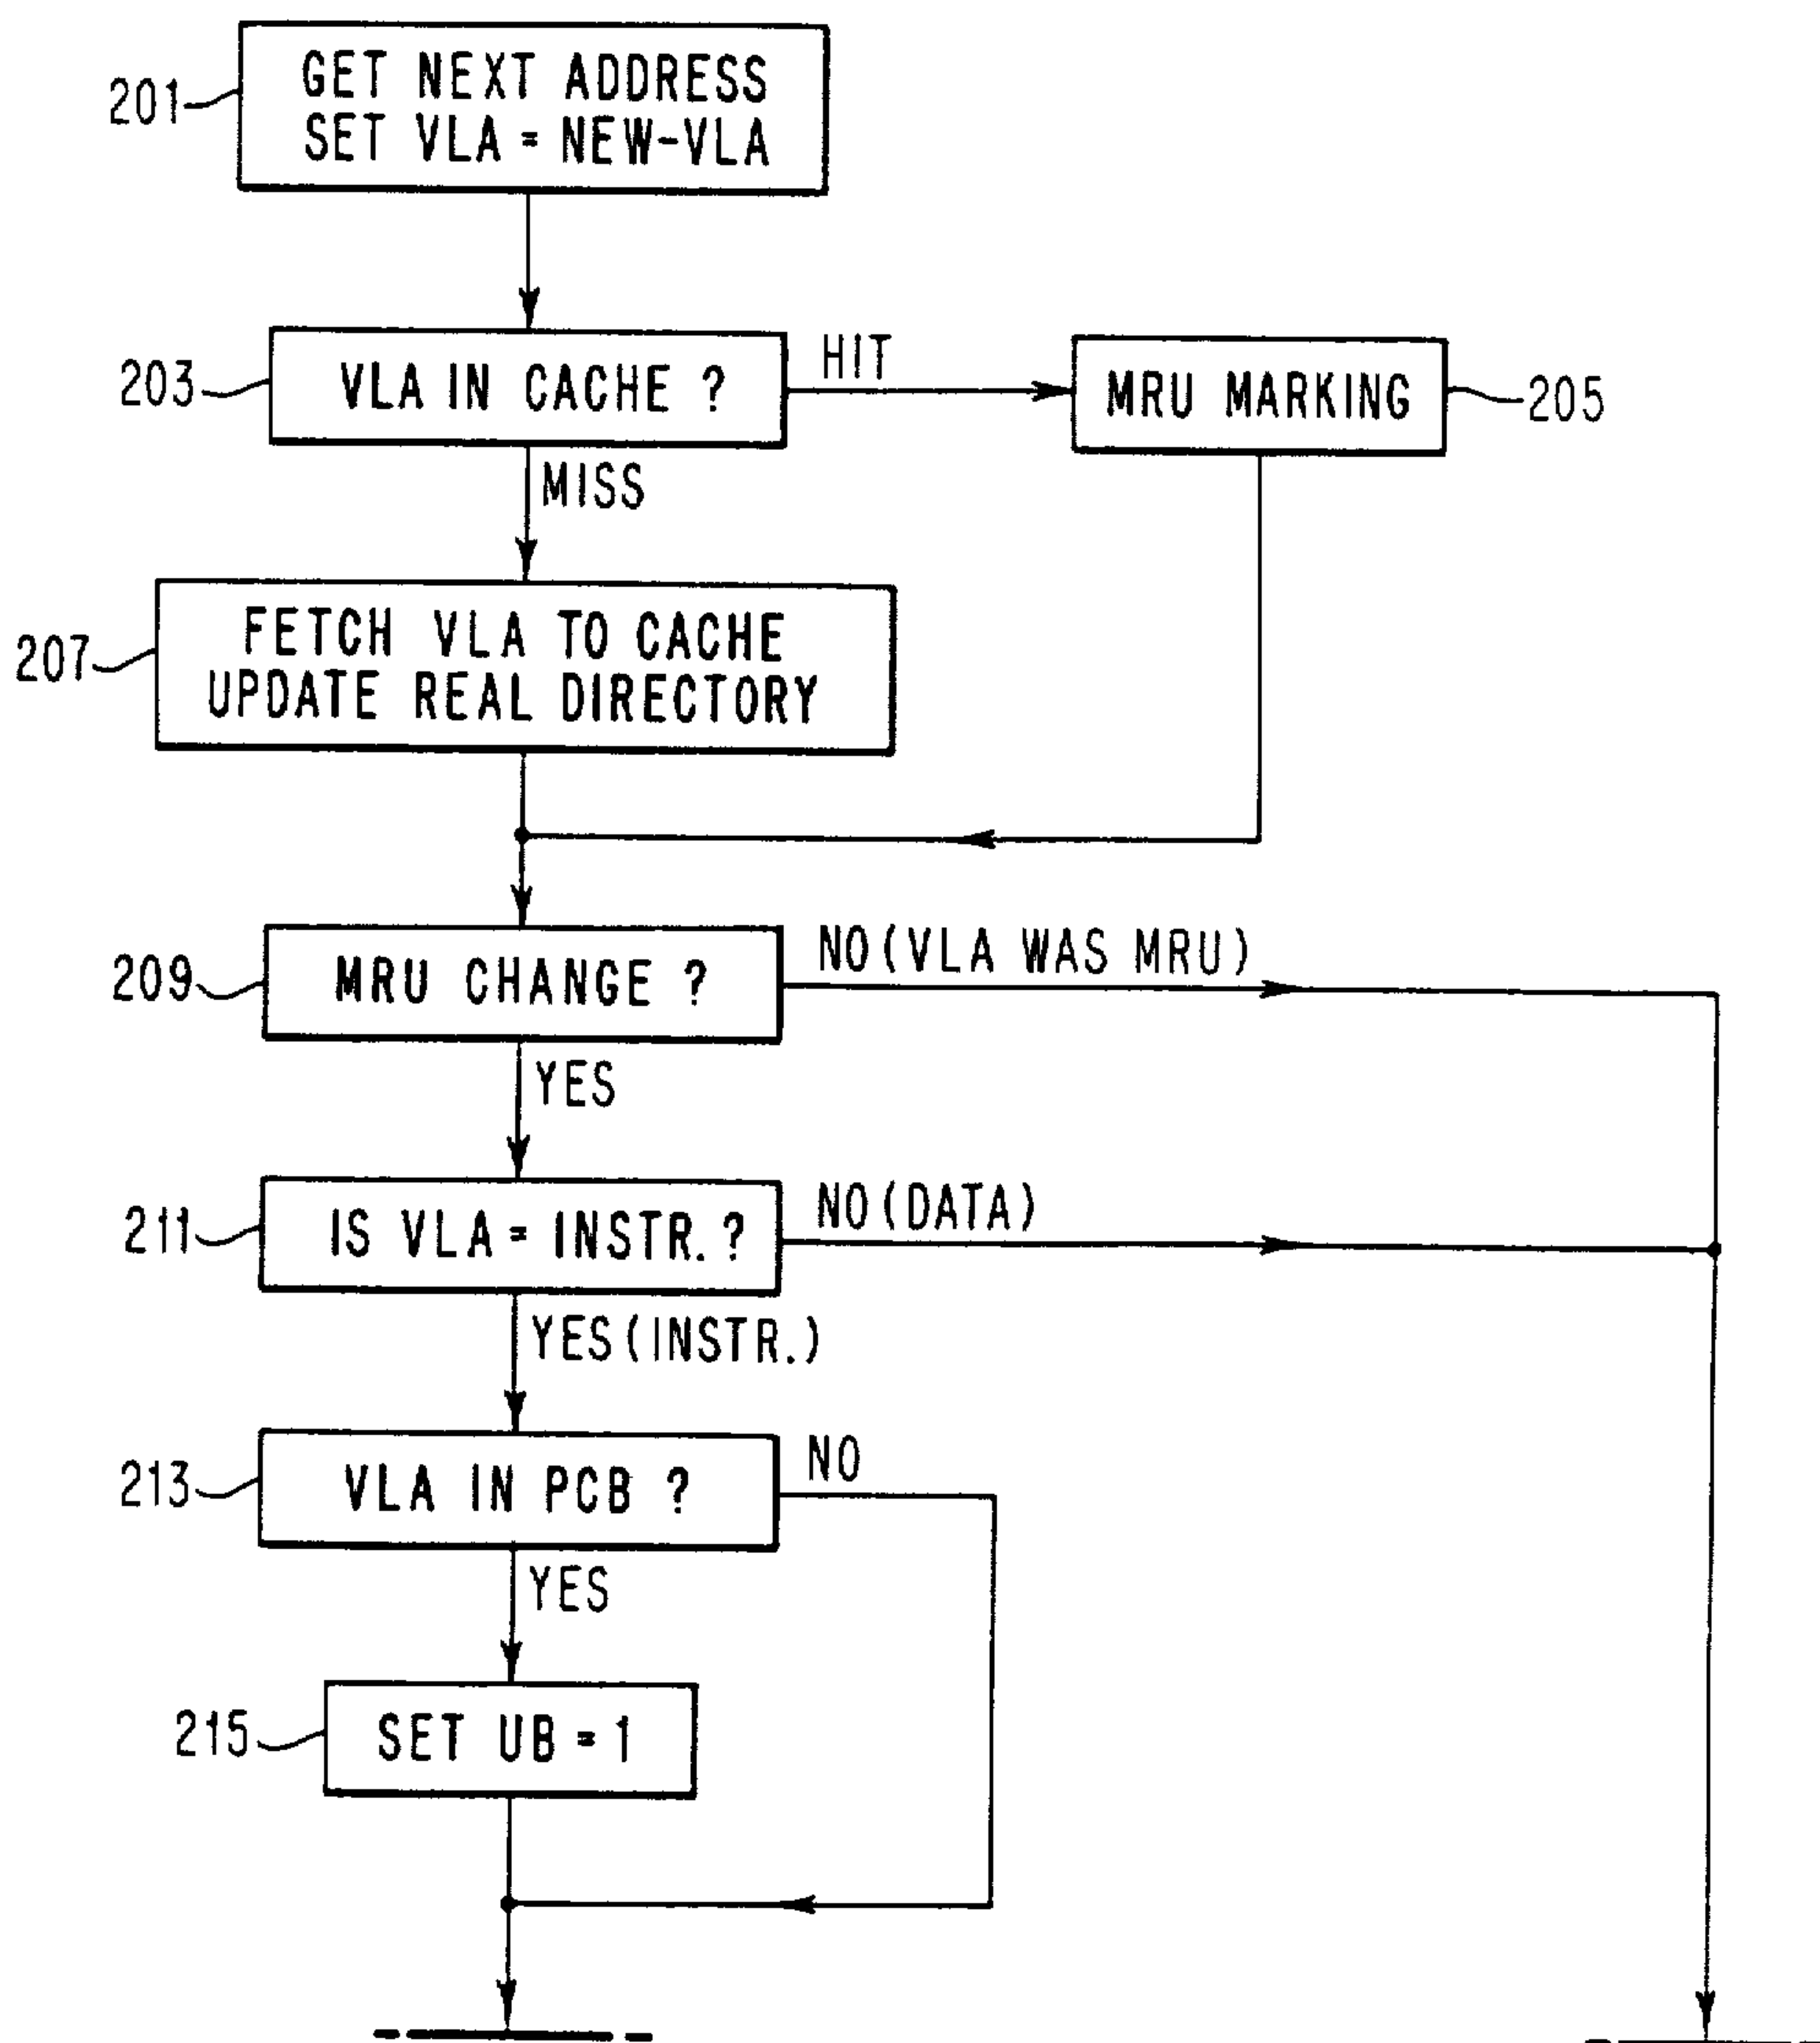 201
GET NEXT ADDRESS
SET VLA = NEW-VLA
203
VLA IN CACHE ?
HIT
MRU MARKING
205
MISS
207
FETCH VLA TO CACHE
UPDATE REAL DIRECTORY
209
MRU CHANGE ?
NO (VLA WAS MRU)
YES
211
IS VLA = INSTR. ?
NO (DATA)
YES (INSTR.)
213
VLA IN PCB ?
NO
YES
215
SET UB = 1